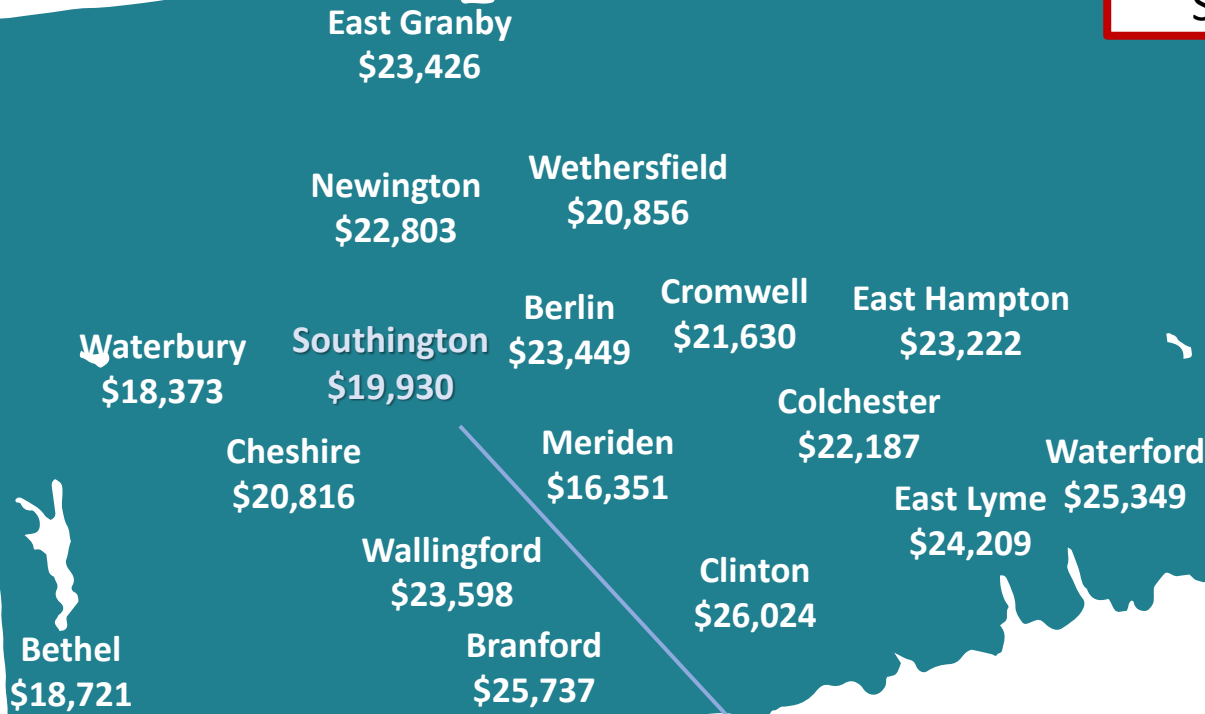 East Granby
$23,426
$
Newington
$22,803
Wethersfield
$20,856
Waterbury
$18,373
Southington
$19,930
Berlin
$23,449
Cromwell
$21,630
East Hampton
$23,222
Cheshire
$20,816
Meriden
$16,351
Colchester
$22,187
East Lyme
$24,209
Waterford
$25,349
Wallingford
$23,598
Clinton
$26,024
Bethel
$18,721
Branford
$25,737